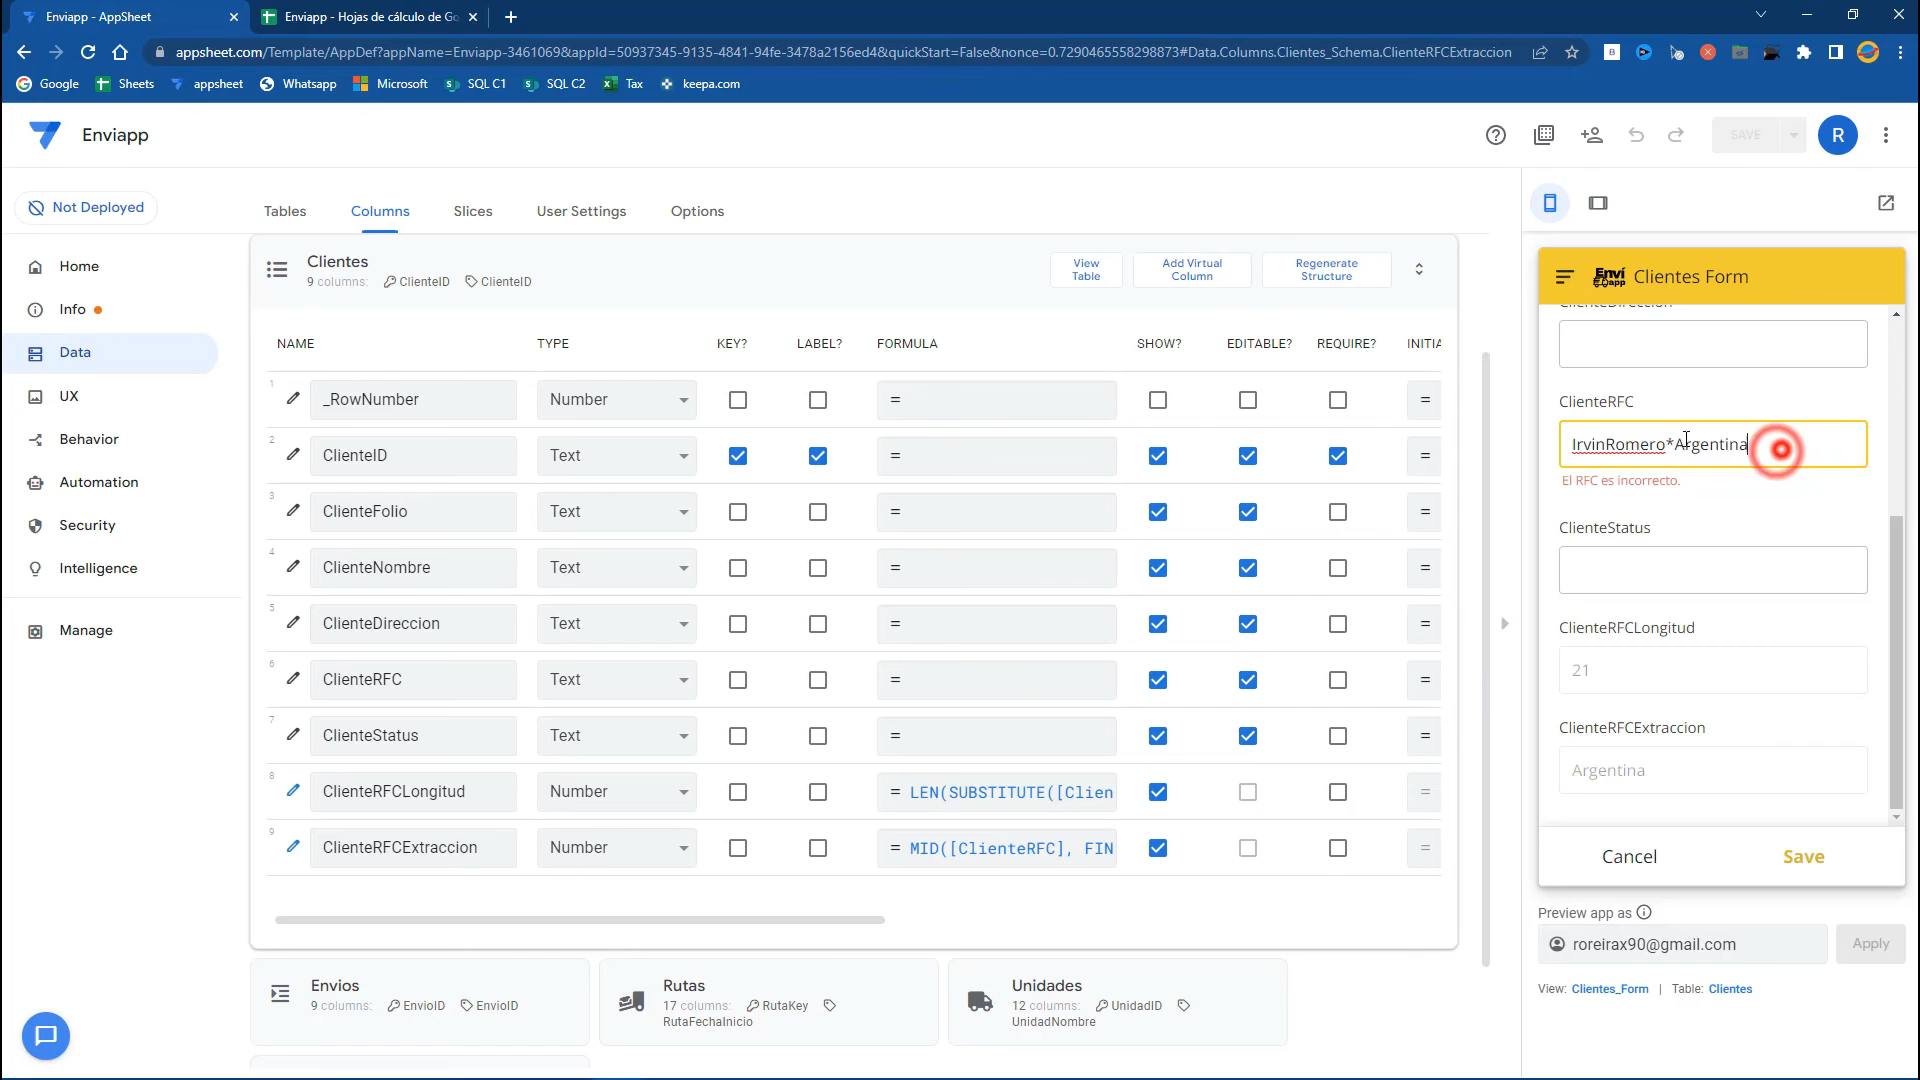 Enviapp - AppSheet
Enviapp - Hojas de cálculo de Go
appsheet.com/Template/AppDef?appName=Enviapp-3461069&appId=50937345-9135-4841-94fe-3478a2156ed4&quickStart=False&nonce=0.7290465558298873#Data.Columns.Clientes_Schema.ClienteRFCExtraccion
Google Sheets appsheet Whatsapp Microsoft SQL C1 SQL C2 Tax keepa.com
Enviapp
SAVE
R
Not Deployed
Home
Info
Data
UX
Behavior
Automation
Security
Intelligence
Manage
Tables Columns Slices User Settings Options
Clientes
9 columns: ClienteID ClienteID
View Table
Add Virtual Column
Regenerate Structure
NAME TYPE KEY? LABEL? FORMULA SHOW? EDITABLE? REQUIRE? INITIA
1 _RowNumber Number = =
2 ClienteID Text = =
3 ClienteFolio Text = =
4 ClienteNombre Text = =
5 ClienteDireccion Text = =
6 ClienteRFC Text = =
7 ClienteStatus Text = =
8 ClienteRFCLongitud Number = LEN(SUBSTITUTE([Clien =
9 ClienteRFCExtraccion Number = MID([ClienteRFC], FIN =
Envios
9 columns: EnvioID EnvioID
Rutas
17 columns: RutaKey
RutaFechaInicio
Unidades
12 columns: UnidadID
UnidadNombre
Enví app Clientes Form
ClienteDireccion
ClienteRFC
IrvinRomero*Argentina
El RFC es incorrecto.
ClienteStatus
ClienteRFCLongitud
21
ClienteRFCExtraccion
Argentina
Cancel Save
Preview app as
roreirax90@gmail.com Apply
View: Clientes_Form | Table: Clientes